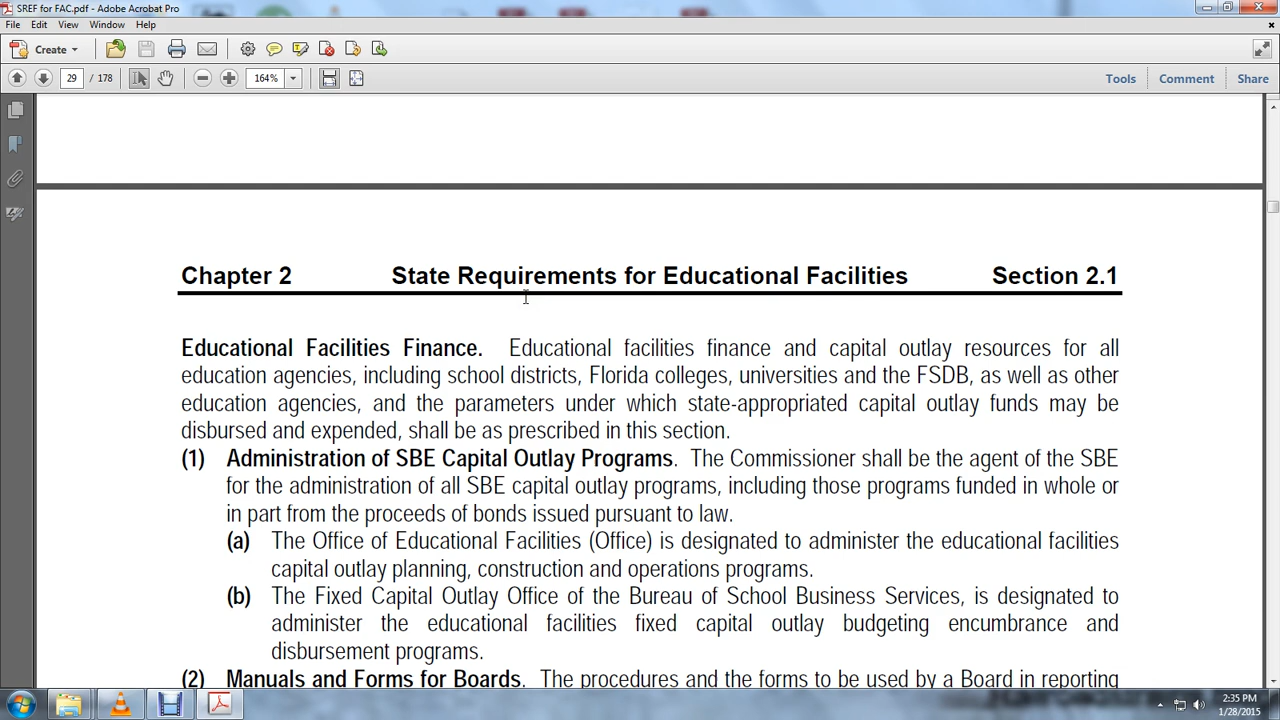 SREF for FAC.pdf - Adobe Acrobat Pro
File Edit View Window Help
Create
29 / 178 164% Tools Comment Share
Chapter 2 State Requirements for Educational Facilities Section 2.1
Educational Facilities Finance. Educational facilities finance and capital outlay resources for all
education agencies, including school districts, Florida colleges, universities and the FSDB, as well as other
education agencies, and the parameters under which state-appropriated capital outlay funds may be
disbursed and expended, shall be as prescribed in this section.
(1) Administration of SBE Capital Outlay Programs. The Commissioner shall be the agent of the SBE
for the administration of all SBE capital outlay programs, including those programs funded in whole or
in part from the proceeds of bonds issued pursuant to law.
(a) The Office of Educational Facilities (Office) is designated to administer the educational facilities
capital outlay planning, construction and operations programs.
(b) The Fixed Capital Outlay Office of the Bureau of School Business Services, is designated to
administer the educational facilities fixed capital outlay budgeting encumbrance and
disbursement programs.
(2) Manuals and Forms for Boards. The procedures and the forms to be used by a Board in reporting
2:35 PM
1/28/2015